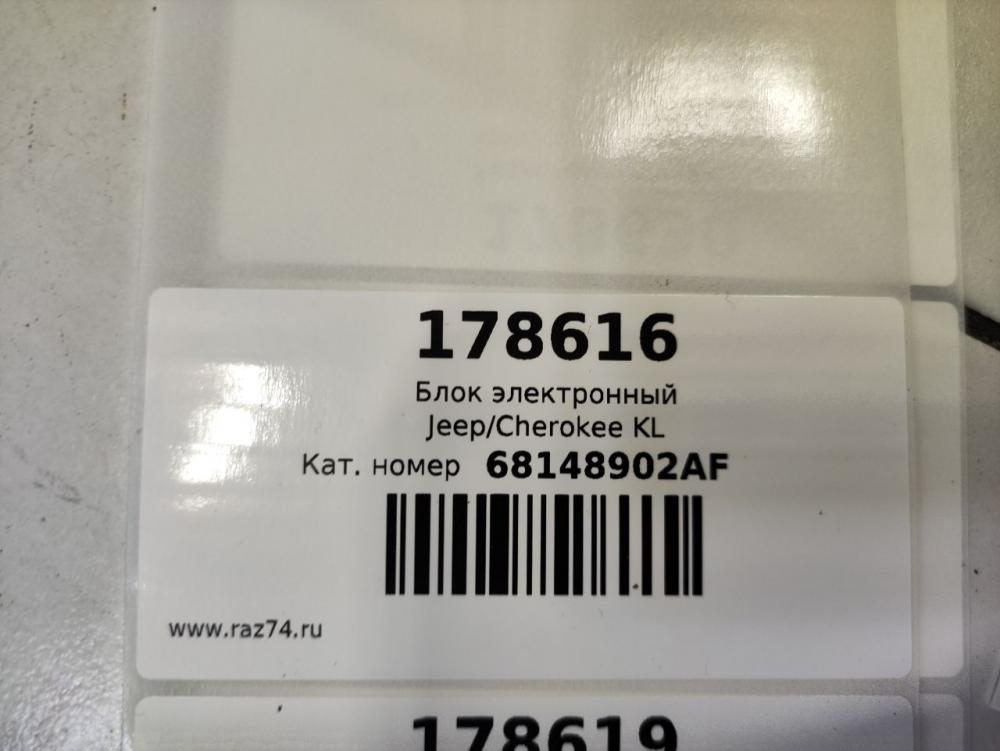 178616
Блок электронный
Jeep/Cherokee KL
Кат. номер 68148902AF
www.raz74.ru
178619